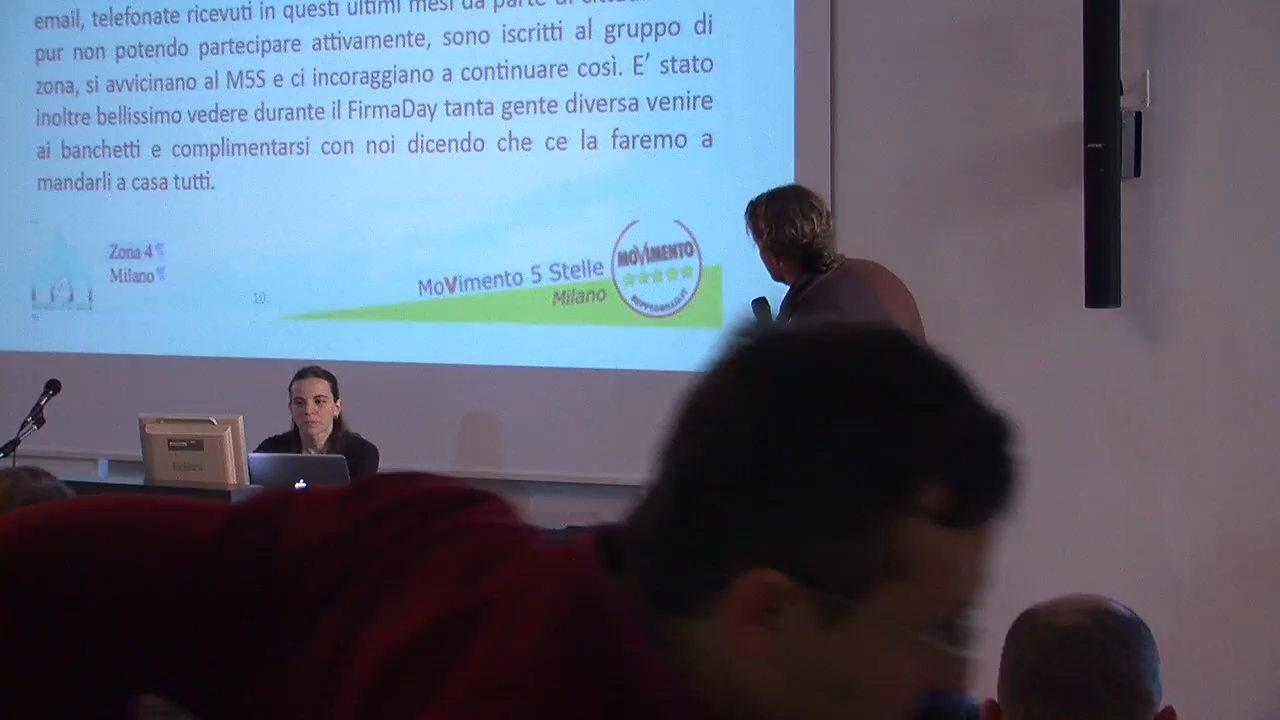 email, telefonate ricevuti in questi ultimi mesi da parte di
pur non potendo partecipare attivamente, sono iscritti al gruppo di
zona, si avvicinano al M5S e ci incoraggiano a continuare così. E' stato
inoltre bellissimo vedere durante il FirmaDay tanta gente diversa venire
ai banchetti e complimentarsi con noi dicendo che ce la faremo a
mandarli a casa tutti.
Zona 4¶
Milano¶
10
MoVimento 5 Stelle
Milano
MOVIMENTO
BEPPEGRILLO.IT